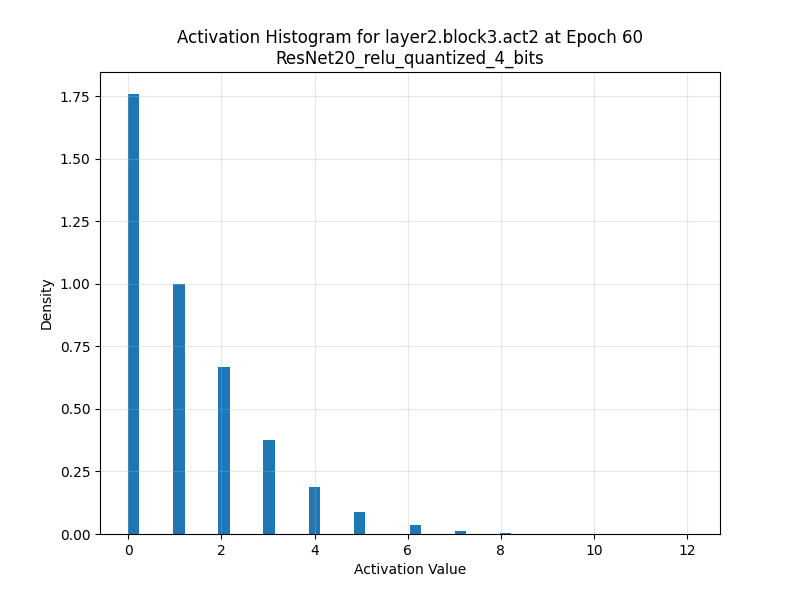 Activation Histogram for layer2.block3.act2 at Epoch 60
ResNet20_relu_quantized_4_bits
1.75
1.50
1.25
1.00
0.75
0.50
0.25
0.00
Density
0 2 4 6 8 10 12
Activation Value